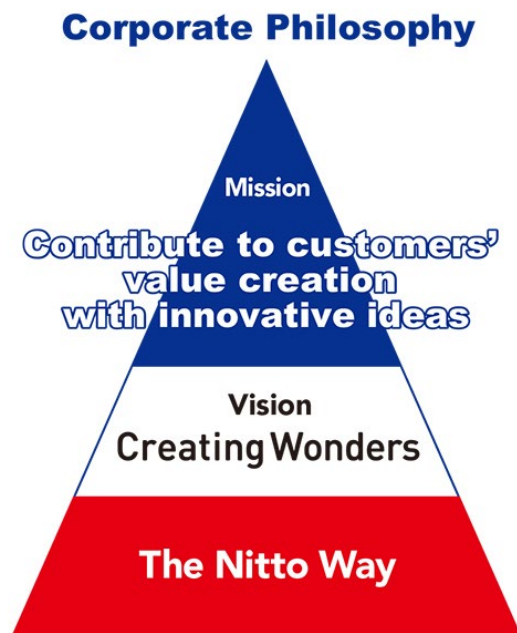 Corporate Philosophy
Mission
Contribute to customers’
value creation
with innovative ideas
Vision
Creating Wonders
The Nitto Way